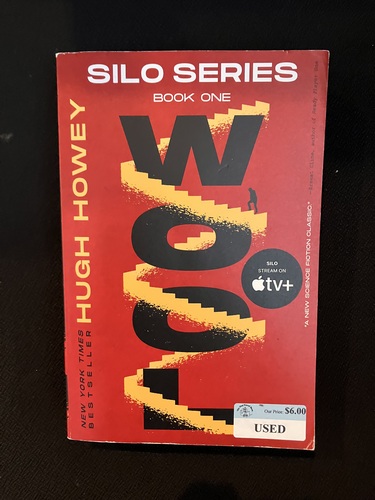 SILO SERIES
BOOK ONE
WOOL
HUGH HOWEY
NEW YORK TIMES
BESTSELLER
SILO
STREAM ON
tv+
"A NEW SCIENCE FICTION CLASSIC."
Our Price: $6.00
USED